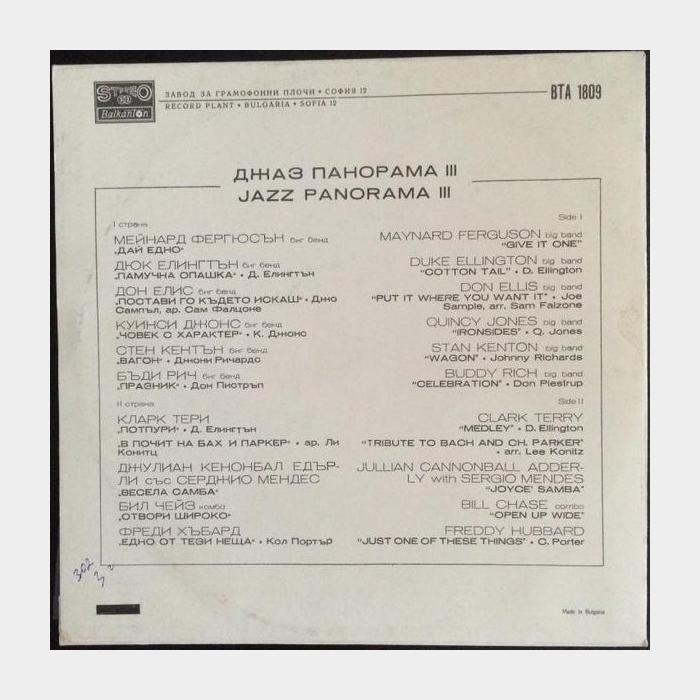 STEREO
Balkanton
ЗАВОД ЗА ГРАМОФОННИ ПЛОЧИ • СОФИЯ 12
RECORD PLANT • BULGARIA • SOFIA 12
ВТА 1809
ДЖАЗ ПАНОРАМА III
JAZZ PANORAMA III
I страна
МЕЙНАРД ФЕРГЮСЪН биг бенд
„ДАЙ ЕДНО“
ДЮК ЕЛИНГТЪН биг бенд
„ПАМУЧНА ОПАШКА“ • Д. Елингтън
ДОН ЕЛИС биг бенд
„ПОСТАВИ ГО КЪДЕТО ИСКАШ“ • Джо
Сампъл, ар. Сам Фалцоне
КУИНСИ ДЖОНС биг бенд
„ЧОВЕК С ХАРАКТЕР“ • К. Джонс
СТЕН КЕНТЪН биг бенд
„ВАГОН“ • Джони Ричардс
БЪДИ РИЧ биг бенд
„ПРАЗНИК“ • Дон Пистръп
II страна
КЛАРК ТЕРИ
„ПОТПУРИ“ • Д. Елингтън
„В ПОЧИТ НА БАХ И ПАРКЕР“ • ар. Ли
Конитц
ДЖУЛИАН КЕНОНБАЛ ЕДЪР-
ЛИ със СЕРДЖИО МЕНДЕС
„ВЕСЕЛА САМБА“
БИЛ ЧЕЙЗ комбо
„ОТВОРИ ШИРОКО“
ФРЕДИ ХЪБАРД
„ЕДНО ОТ ТЕЗИ НЕЩА“ • Кол Портър
Side I
MAYNARD FERGUSON big band
“GIVE IT ONE”
DUKE ELLINGTON big band
“COTTON TAIL” • D. Ellington
DON ELLIS big band
“PUT IT WHERE YOU WANT IT” • Joe
Sample, arr. Sam Falzone
QUINCY JONES big band
“IRONSIDES” • Q. Jones
STAN KENTON big band
“WAGON” • Johnny Richards
BUDDY RICH big band
“CELEBRATION” • Don Piestrup
Side II
CLARK TERRY
“MEDLEY” • D. Ellington
“TRIBUTE TO BACH AND CH. PARKER”
• arr. Lee Konitz
JULLIAN CANNONBALL ADDER-
LY with SERGIO MENDES
“JOYCE’ SAMBA”
BILL CHASE combo
“OPEN UP WIDE”
FREDDY HUBBARD
“JUST ONE OF THESE THINGS” • C. Porter
Made in Bulgaria